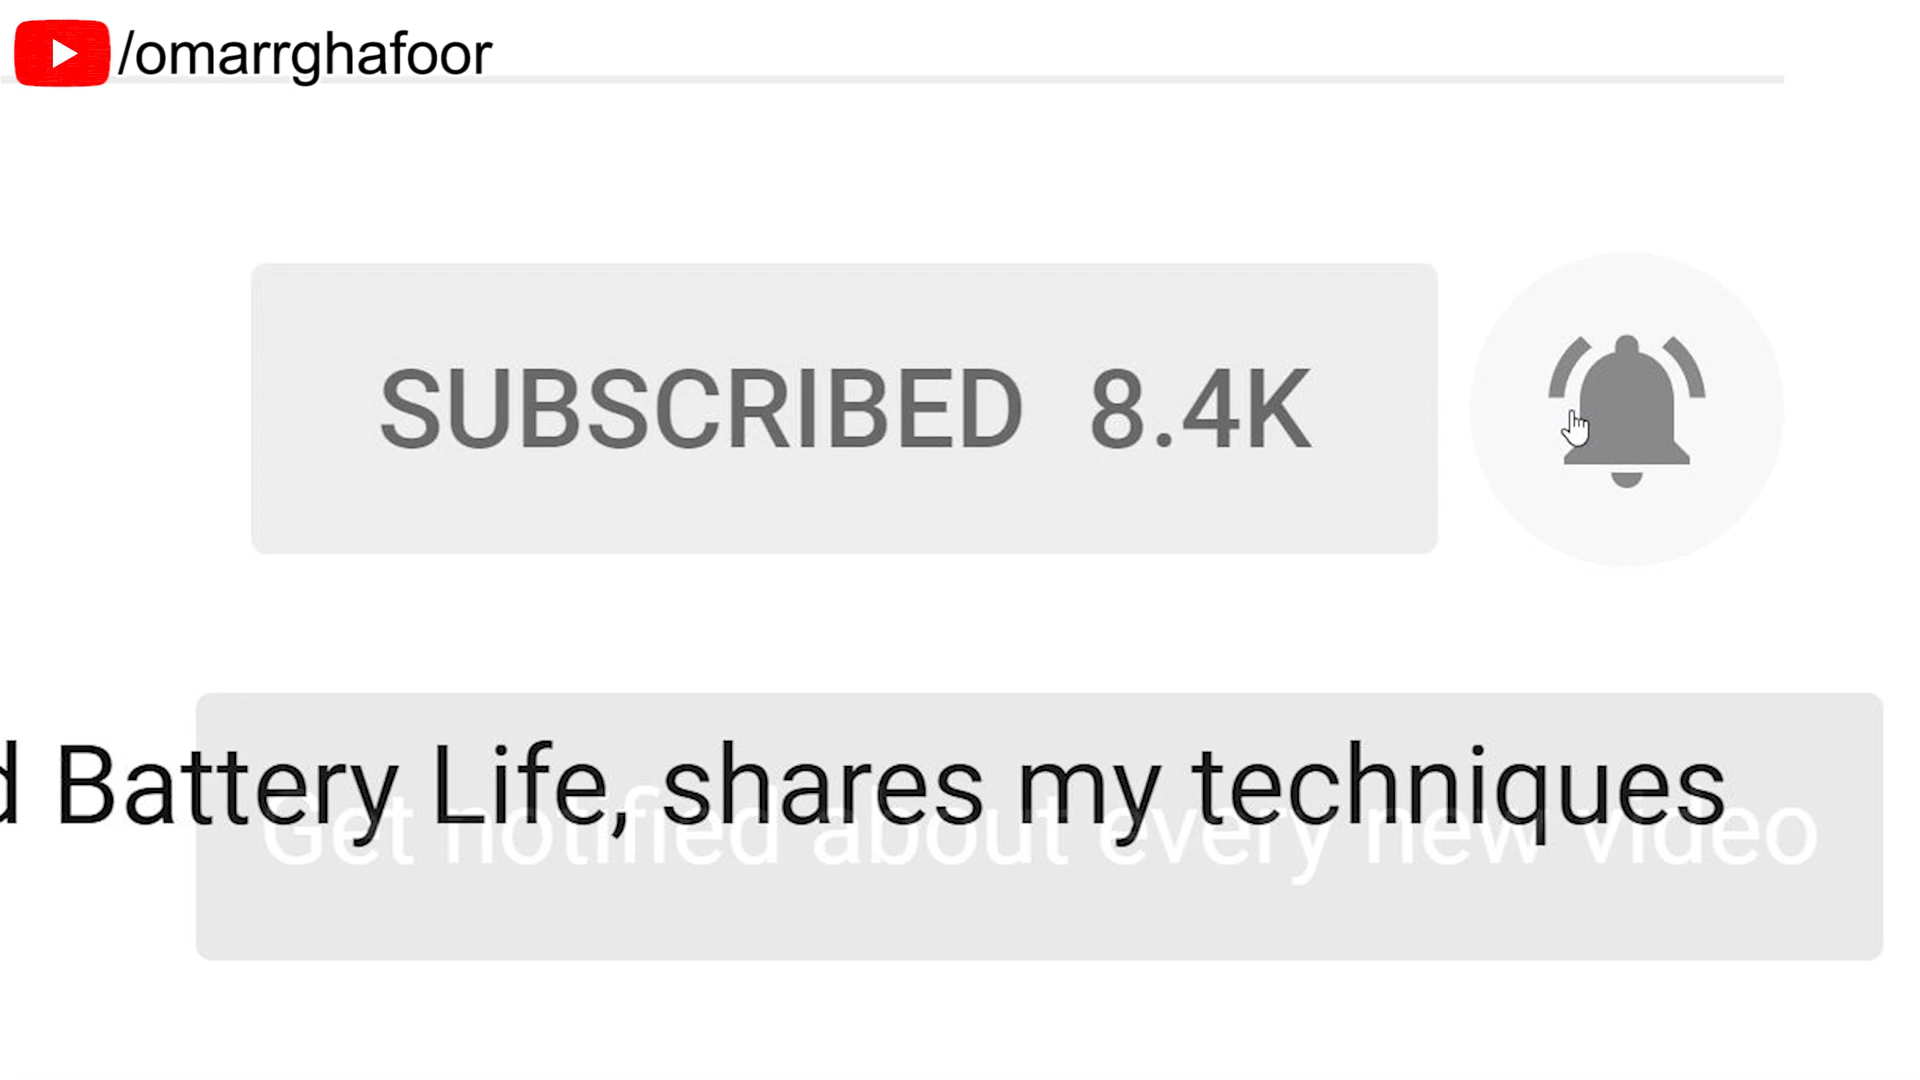 /omarrghafoor
SUBSCRIBED 8.4K
Battery Life, shares my techniques
Get notified about every new video